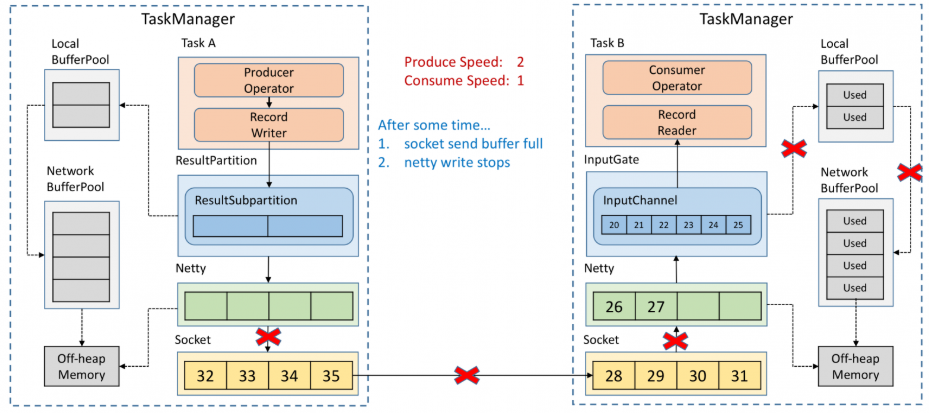 TaskManager
Local
BufferPool
Task A
Producer
Operator
Record
Writer
ResultPartition
ResultSubpartition
Network
BufferPool
Netty
Socket
32 33 34 35
Off-heap
Memory
Produce Speed: 2
Consume Speed: 1
After some time…
1. socket send buffer full
2. netty write stops
TaskManager
Task B
Consumer
Operator
Record
Reader
InputGate
InputChannel
20 21 22 23 24 25
Netty
26 27
Socket
28 29 30 31
Local
BufferPool
Used
Used
Network
BufferPool
Used
Used
Used
Used
Off-heap
Memory